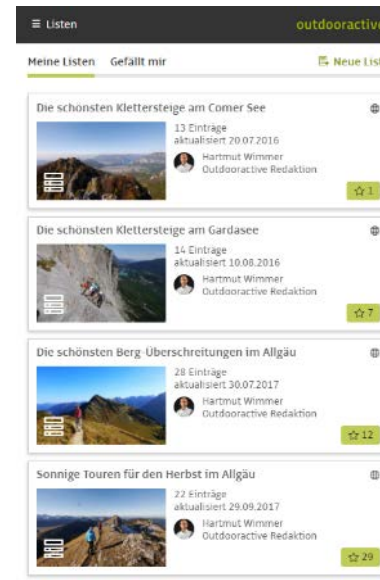 ≡ Listen
outdooractive
Meine Listen Gefällt mir
Neue List
Die schönsten Klettersteige am Comer See
13 Einträge
aktualisiert 20.07.2016
Hartmut Wimmer
Outdooractive Redaktion
☆ 1
Die schönsten Klettersteige am Gardasee
14 Einträge
aktualisiert 10.08.2016
Hartmut Wimmer
Outdooractive Redaktion
☆ 7
Die schönsten Berg-Überschreitungen im Allgäu
28 Einträge
aktualisiert 30.07.2017
Hartmut Wimmer
Outdooractive Redaktion
☆ 12
Sonnige Touren für den Herbst im Allgäu
22 Einträge
aktualisiert 29.09.2017
Hartmut Wimmer
Outdooractive Redaktion
☆ 29